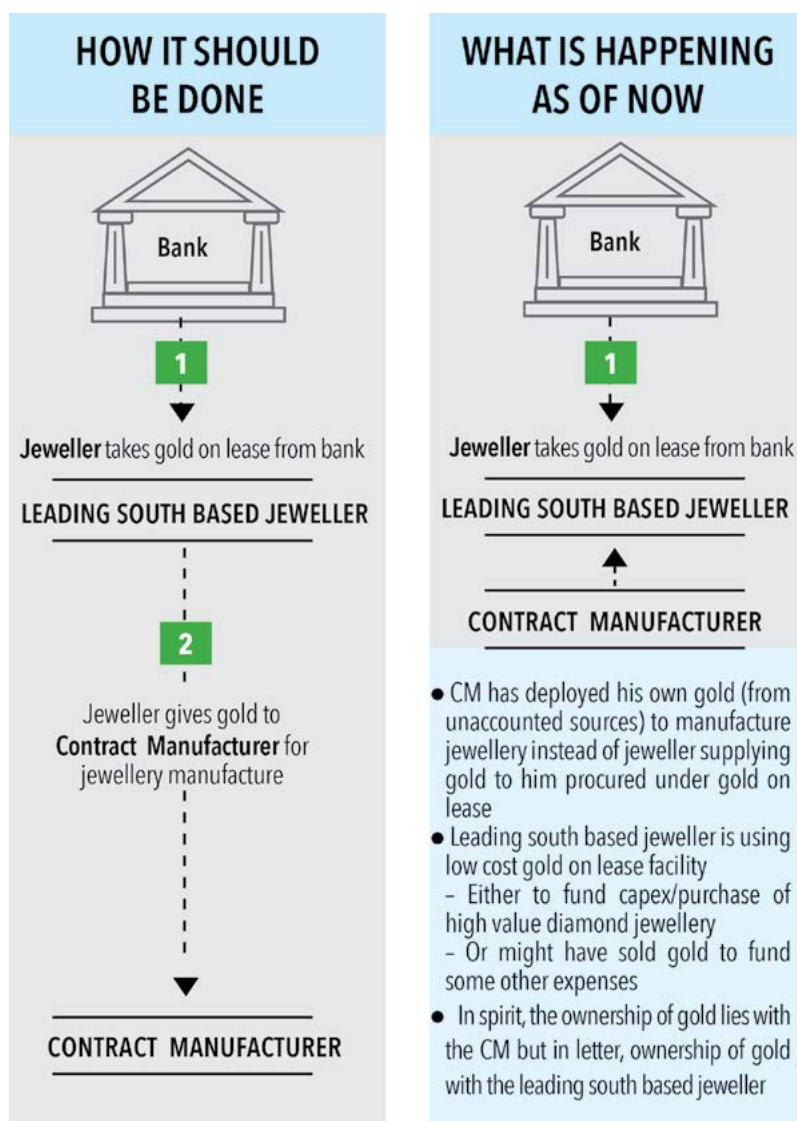 HOW IT SHOULD
BE DONE
Bank
1
Jeweller takes gold on lease from bank
LEADING SOUTH BASED JEWELLER
2
Jeweller gives gold to
Contract Manufacturer for
jewellery manufacture
CONTRACT MANUFACTURER
WHAT IS HAPPENING
AS OF NOW
Bank
1
Jeweller takes gold on lease from bank
LEADING SOUTH BASED JEWELLER
CONTRACT MANUFACTURER
● CM has deployed his own gold (from
unaccounted sources) to manufacture
jewellery instead of jeweller supplying
gold to him procured under gold on
lease
● Leading south based jeweller is using
low cost gold on lease facility
– Either to fund capex/purchase of
high value diamond jewellery
– Or might have sold gold to fund
some other expenses
● In spirit, the ownership of gold lies with
the CM but in letter, ownership of gold
with the leading south based jeweller